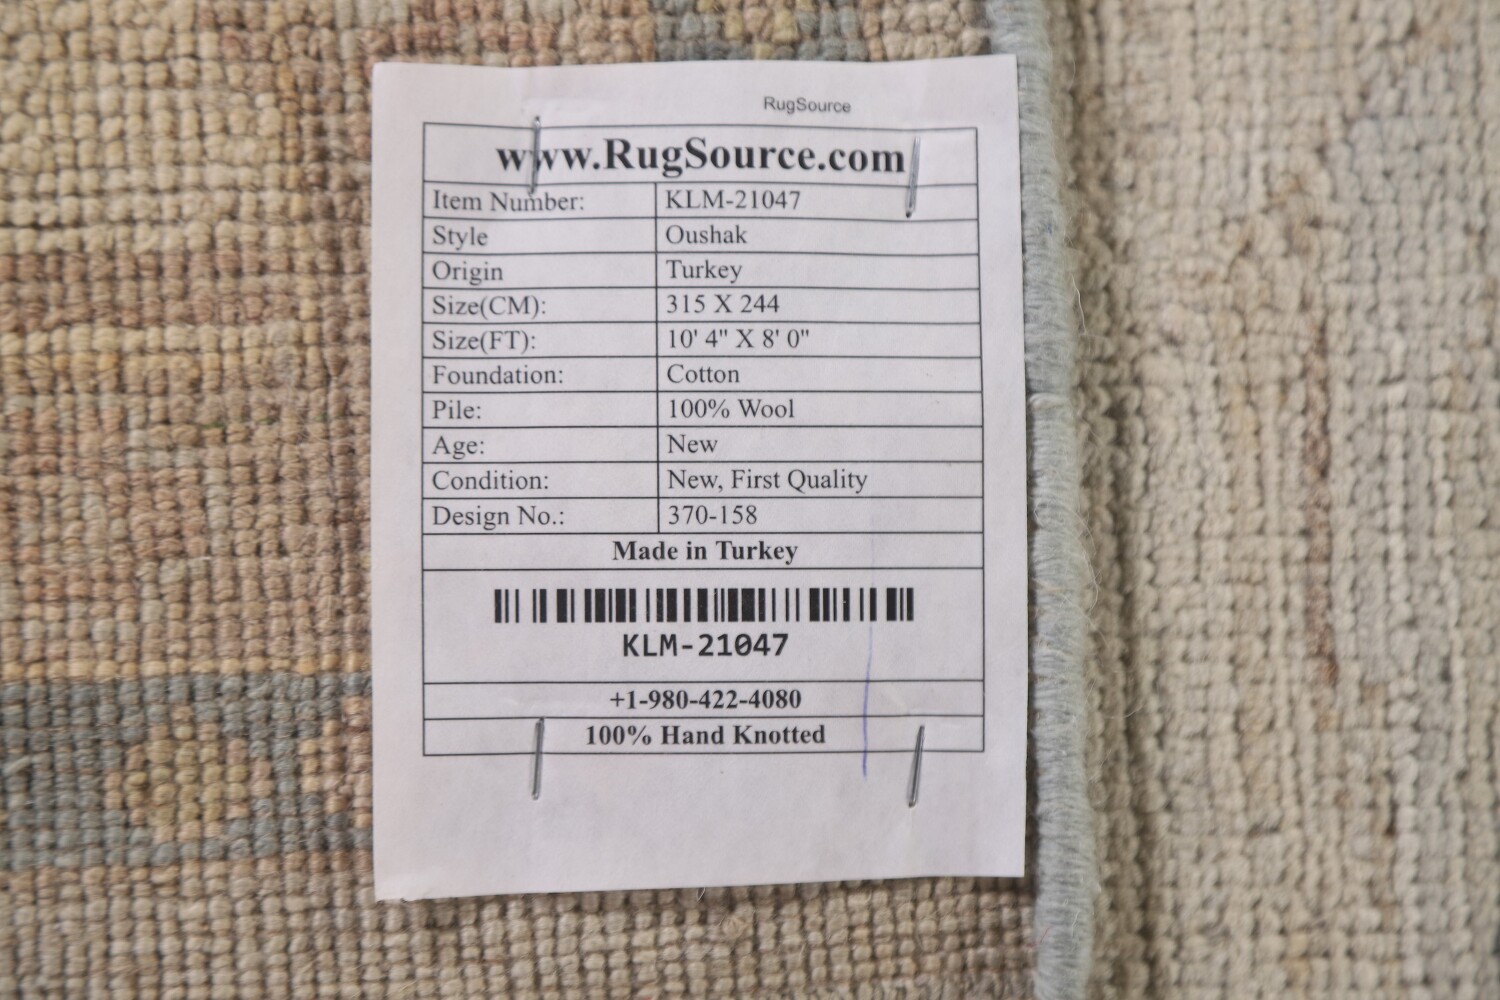 RugSource
www.RugSource.com
Item Number: KLM-21047
Style Oushak
Origin Turkey
Size(CM): 315 X 244
Size(FT): 10' 4" X 8' 0"
Foundation: Cotton
Pile: 100% Wool
Age: New
Condition: New, First Quality
Design No.: 370-158
Made in Turkey
KLM-21047
+1-980-422-4080
100% Hand Knotted